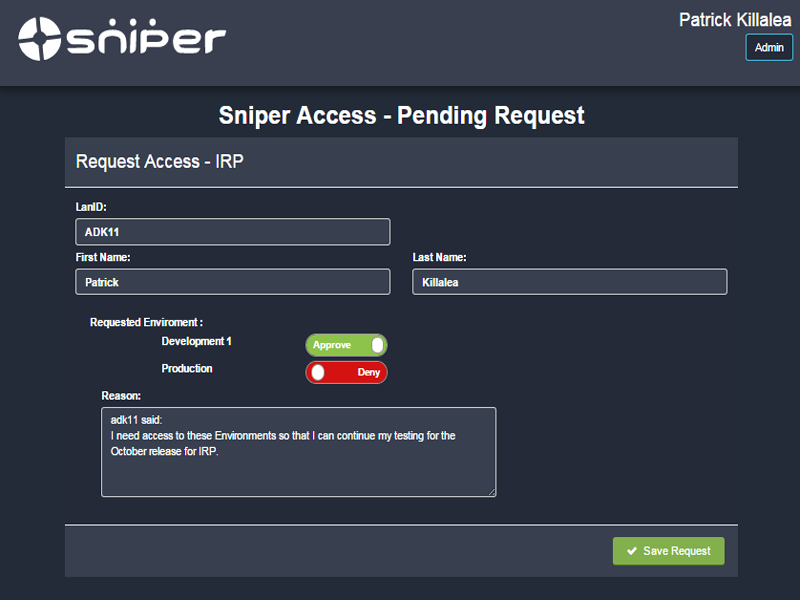 sniper
Patrick Killalea
Admin
Sniper Access - Pending Request
Request Access - IRP
LanID:
ADK11
First Name:
Last Name:
Patrick
Killalea
Requested Enviroment :
Development 1
Approve
Production
Deny
Reason:
adk11 said:
I need access to these Environments so that I can continue my testing for the
October release for IRP.
Save Request